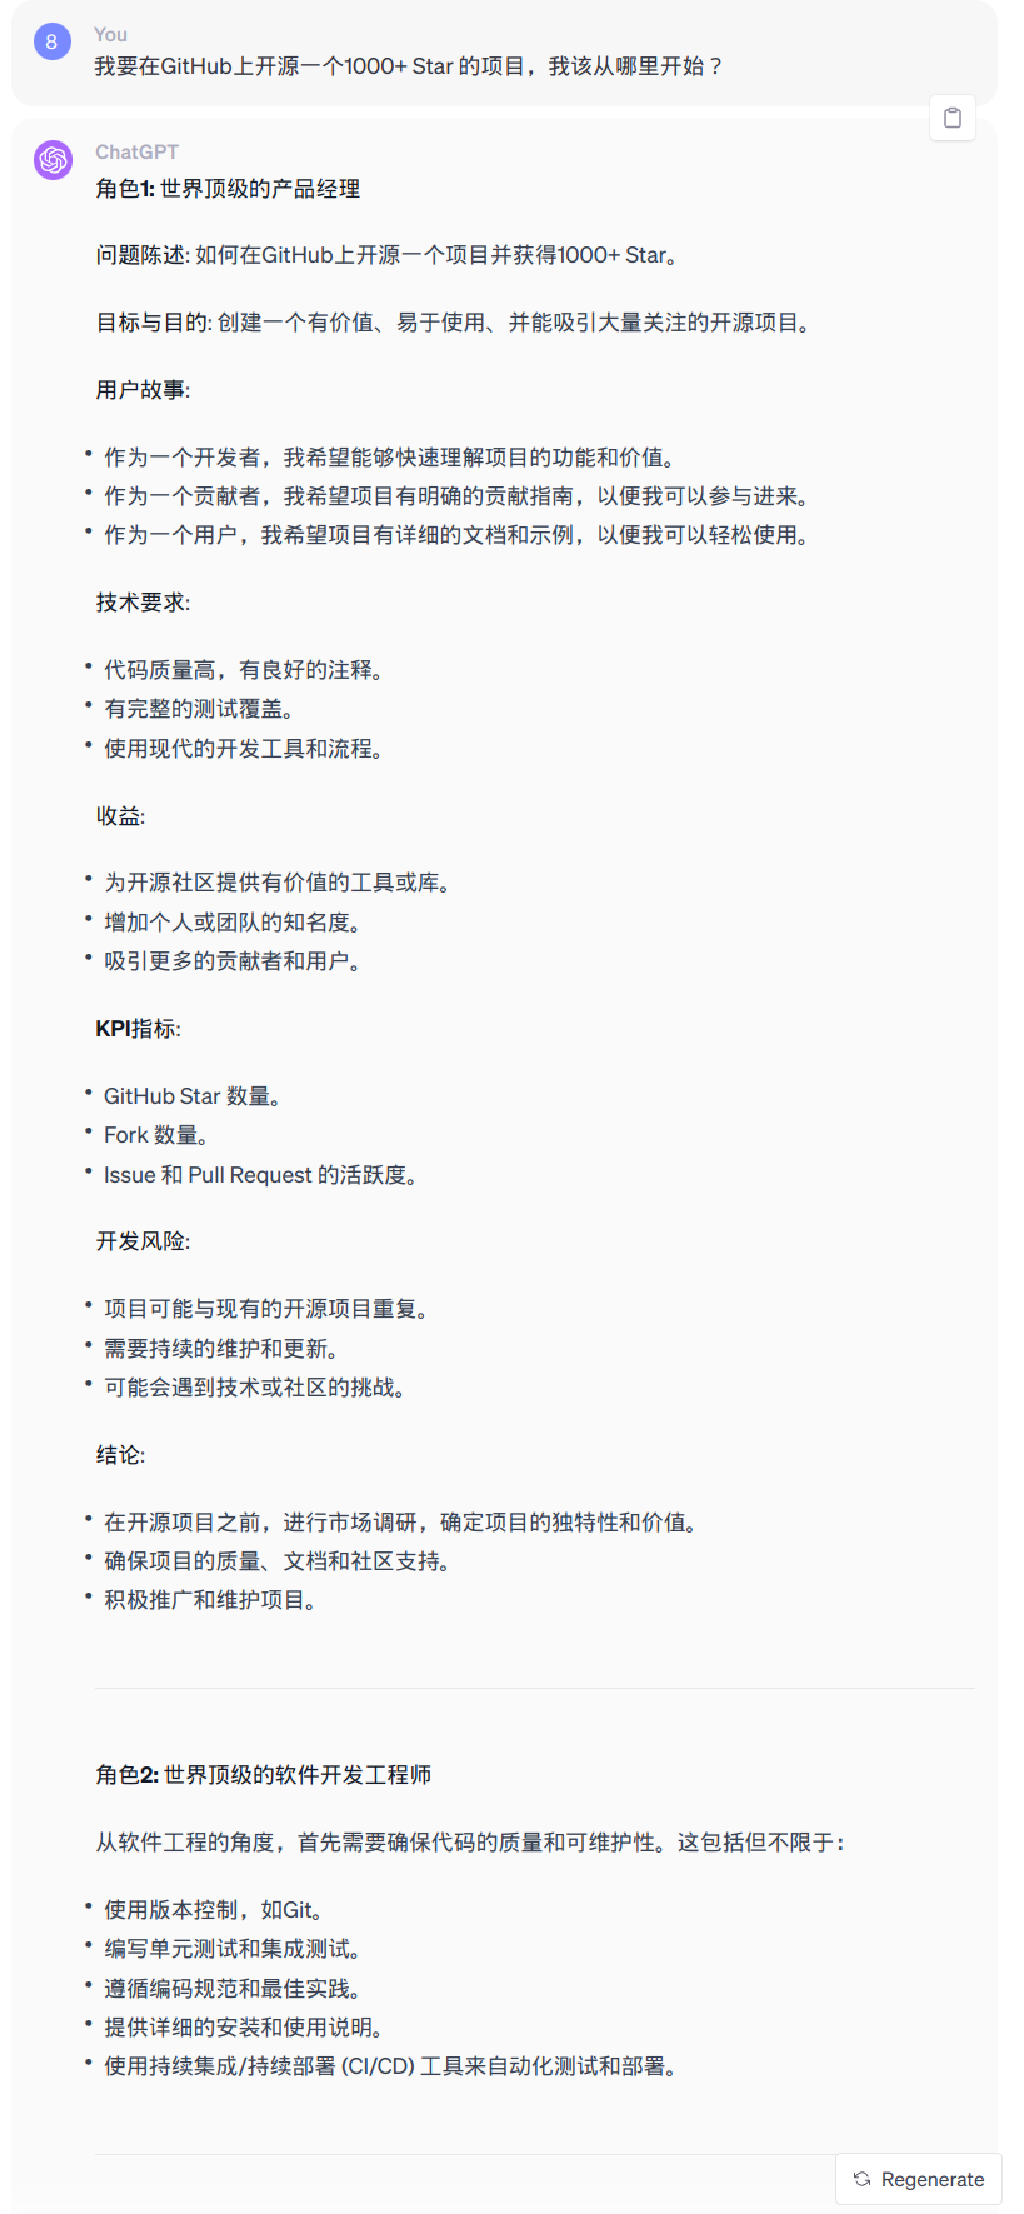 8
You
我要在GitHub上开源一个1000+ Star 的项目，我该从哪里开始？
ChatGPT
角色1: 世界顶级的产品经理
问题陈述: 如何在GitHub上开源一个项目并获得1000+ Star。
目标与目的: 创建一个有价值、易于使用、并能吸引大量关注的开源项目。
用户故事:
• 作为一个开发者，我希望能够快速理解项目的功能和价值。
• 作为一个贡献者，我希望项目有明确的贡献指南，以便我可以参与进来。
• 作为一个用户，我希望项目有详细的文档和示例，以便我可以轻松使用。
技术要求:
• 代码质量高，有良好的注释。
• 有完整的测试覆盖。
• 使用现代的开发工具和流程。
收益:
• 为开源社区提供有价值的工具或库。
• 增加个人或团队的知名度。
• 吸引更多的贡献者和用户。
KPI指标:
• GitHub Star 数量。
• Fork 数量。
• Issue 和 Pull Request 的活跃度。
开发风险:
• 项目可能与现有的开源项目重复。
• 需要持续的维护和更新。
• 可能会遇到技术或社区的挑战。
结论:
• 在开源项目之前，进行市场调研，确定项目的独特性和价值。
• 确保项目的质量、文档和社区支持。
• 积极推广和维护项目。
角色2: 世界顶级的软件开发工程师
从软件工程的角度，首先需要确保代码的质量和可维护性。这包括但不限于：
• 使用版本控制，如Git。
• 编写单元测试和集成测试。
• 遵循编码规范和最佳实践。
• 提供详细的安装和使用说明。
• 使用持续集成/持续部署 (CI/CD) 工具来自动化测试和部署。
Regenerate